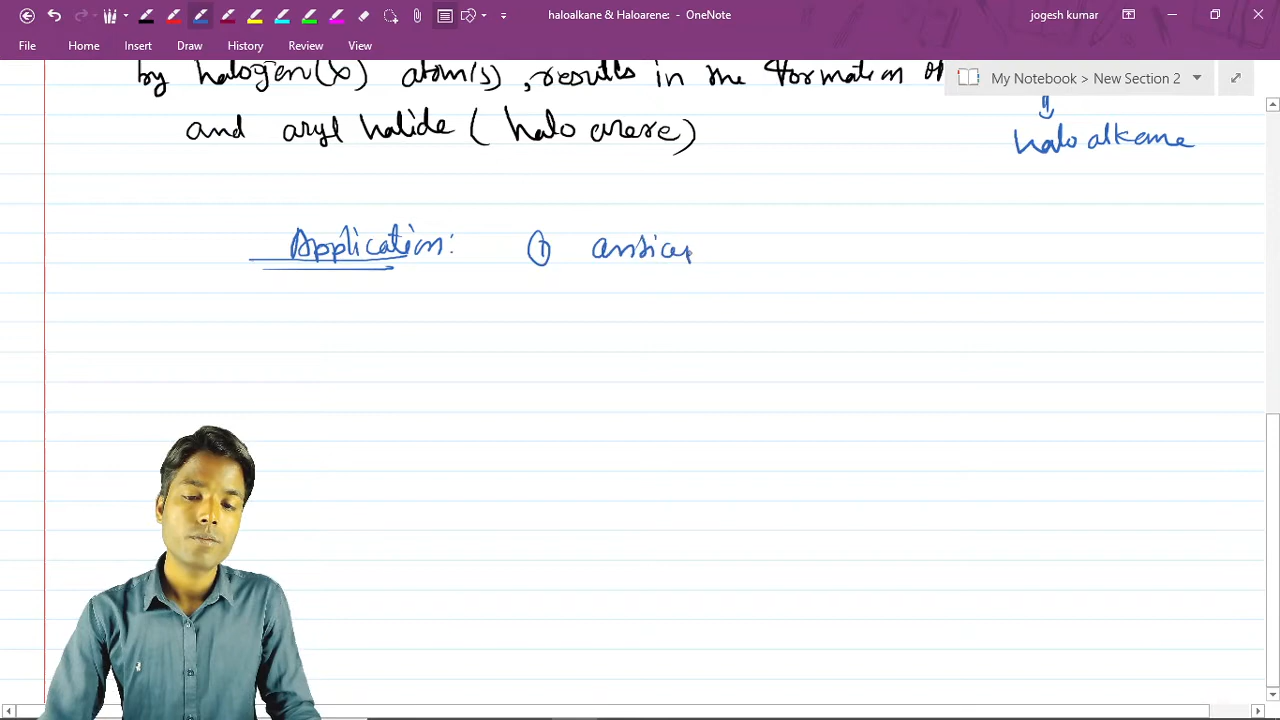 haloalkane & Haloarene: - OneNote
jogesh kumar
File Home Insert Draw History Review View
by halogen(x) atom(s), results in the formation of
My Notebook > New Section 2
and aryl halide (halo arene)
halo alkane
Application: ①